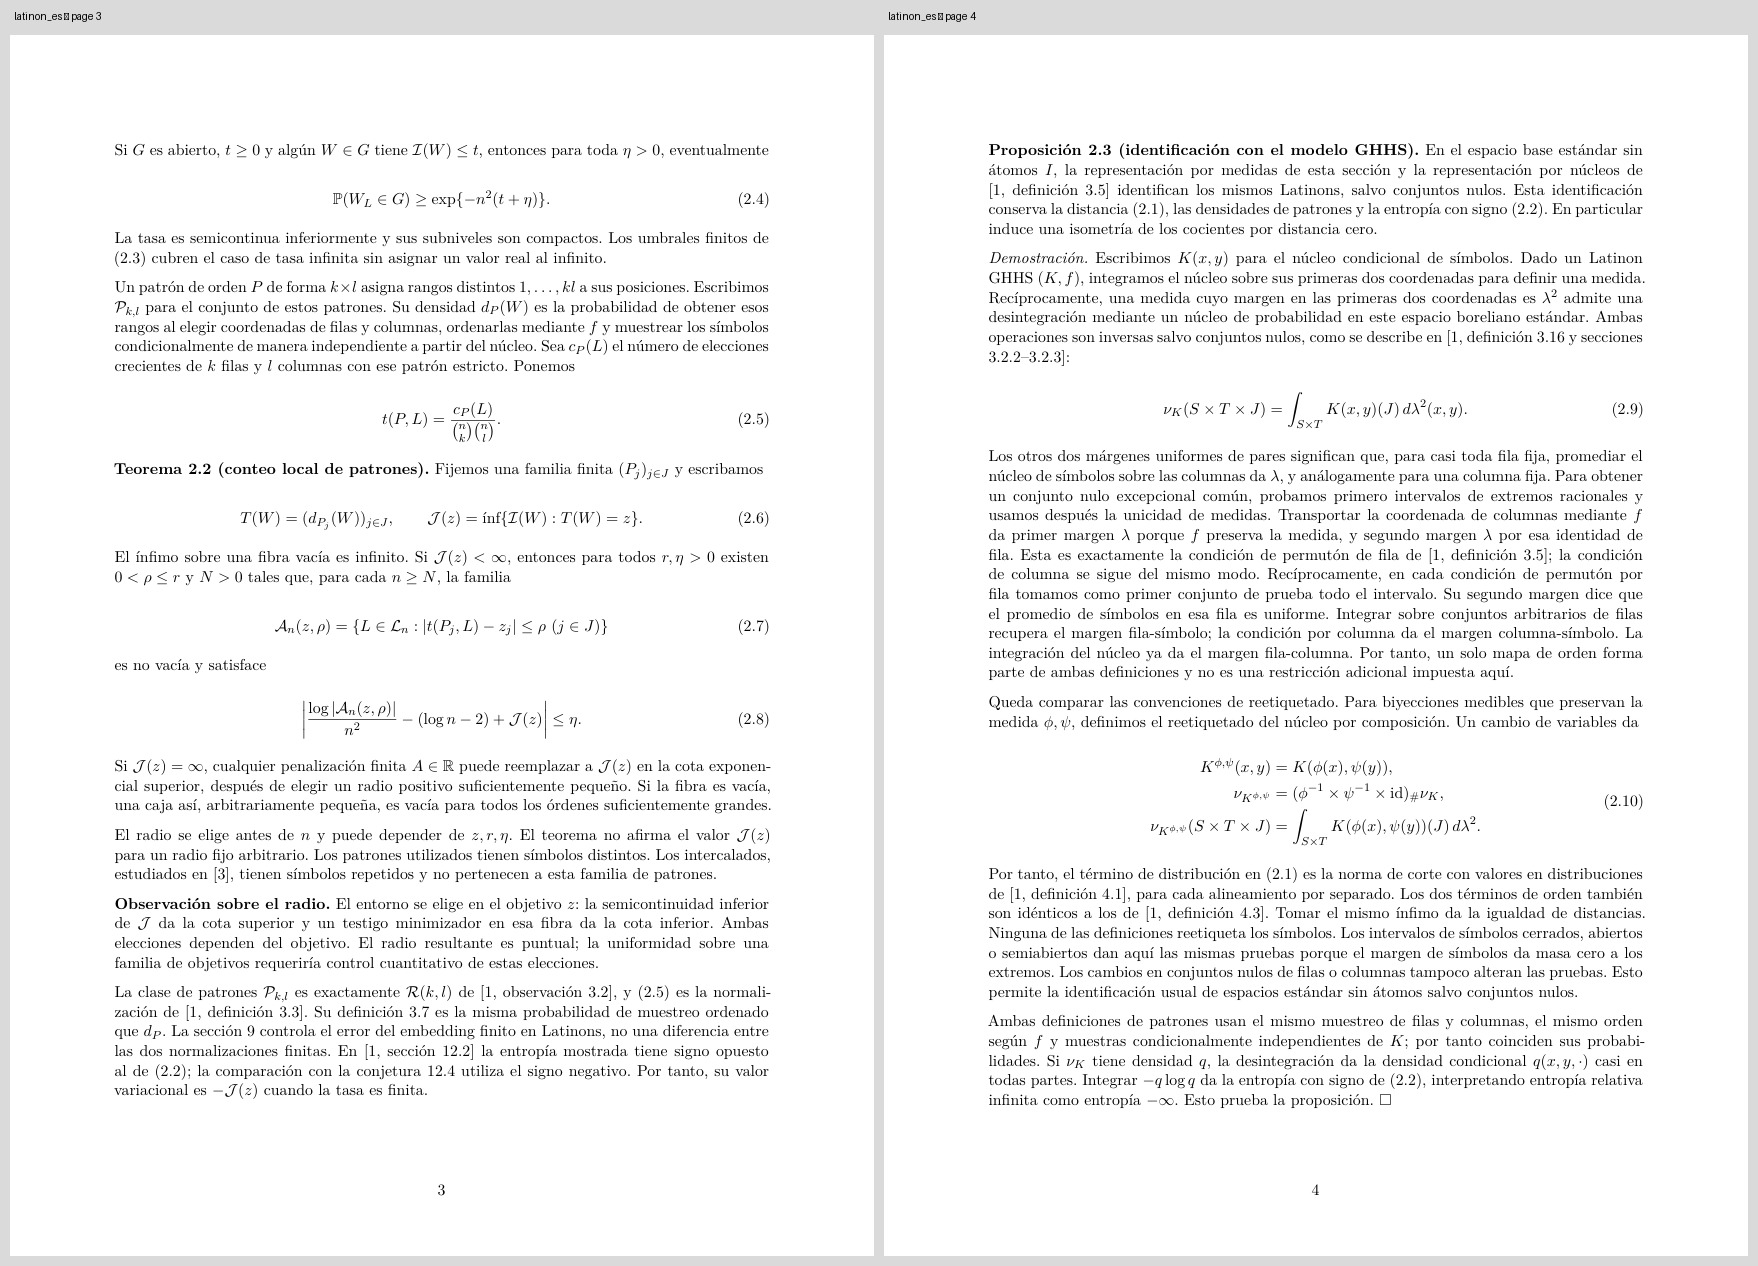 latinon_es page 3
Si G es abierto, t ≥ 0 y algún W ∈ G tiene 𝓘(W) ≤ t, entonces para toda η > 0, eventualmente
ℙ(W_L ∈ G) ≥ exp{−n²(t + η)}. (2.4)
La tasa es semicontinua inferiormente y sus subniveles son compactos. Los umbrales finitos de
(2.3) cubren el caso de tasa infinita sin asignar un valor real al infinito.
Un patrón de orden P de forma k×l asigna rangos distintos 1, . . . , kl a sus posiciones. Escribimos
𝒫_{k,l} para el conjunto de estos patrones. Su densidad d_P(W) es la probabilidad de obtener esos
rangos al elegir coordenadas de filas y columnas, ordenarlas mediante f y muestrear los símbolos
condicionalmente de manera independiente a partir del núcleo. Sea c_P(L) el número de elecciones
crecientes de k filas y l columnas con ese patrón estricto. Ponemos
t(P, L) = \frac{c_P(L)}{\binom{n}{k}\binom{n}{l}}. (2.5)
Teorema 2.2 (conteo local de patrones). Fijemos una familia finita (P_j)_{j∈J} y escribamos
T(W) = (d_{P_j}(W))_{j∈J}, 𝒥(z) = ínf{𝓘(W) : T(W) = z}. (2.6)
El ínfimo sobre una fibra vacía es infinito. Si 𝒥(z) < ∞, entonces para todos r, η > 0 existen
0 < ρ ≤ r y N > 0 tales que, para cada n ≥ N, la familia
𝒜_n(z, ρ) = {L ∈ ℒ_n : |t(P_j, L) − z_j| ≤ ρ (j ∈ J)} (2.7)
es no vacía y satisface
\left| \frac{log |𝒜_n(z, ρ)|}{n²} − (log n − 2) + 𝒥(z) \right| ≤ η. (2.8)
Si 𝒥(z) = ∞, cualquier penalización finita A ∈ ℝ puede reemplazar a 𝒥(z) en la cota exponen-
cial superior, después de elegir un radio positivo suficientemente pequeño. Si la fibra es vacía,
una caja así, arbitrariamente pequeña, es vacía para todos los órdenes suficientemente grandes.
El radio se elige antes de n y puede depender de z, r, η. El teorema no afirma el valor 𝒥(z)
para un radio fijo arbitrario. Los patrones utilizados tienen símbolos distintos. Los intercalados,
estudiados en [3], tienen símbolos repetidos y no pertenecen a esta familia de patrones.
Observación sobre el radio. El entorno se elige en el objetivo z: la semicontinuidad inferior
de 𝒥 da la cota superior y un testigo minimizador en esa fibra da la cota inferior. Ambas
elecciones dependen del objetivo. El radio resultante es puntual; la uniformidad sobre una
familia de objetivos requeriría control cuantitativo de estas elecciones.
La clase de patrones 𝒫_{k,l} es exactamente ℛ(k, l) de [1, observación 3.2], y (2.5) es la normali-
zación de [1, definición 3.3]. Su definición 3.7 es la misma probabilidad de muestreo ordenado
que d_P. La sección 9 controla el error del embedding finito en Latinons, no una diferencia entre
las dos normalizaciones finitas. En [1, sección 12.2] la entropía mostrada tiene signo opuesto
al de (2.2); la comparación con la conjetura 12.4 utiliza el signo negativo. Por tanto, su valor
variacional es −𝒥(z) cuando la tasa es finita.
3
latinon_es page 4
Proposición 2.3 (identificación con el modelo GHHS). En el espacio base estándar sin
átomos I, la representación por medidas de esta sección y la representación por núcleos de
[1, definición 3.5] identifican los mismos Latinons, salvo conjuntos nulos. Esta identificación
conserva la distancia (2.1), las densidades de patrones y la entropía con signo (2.2). En particular
induce una isometría de los cocientes por distancia cero.
Demostración. Escribimos K(x, y) para el núcleo condicional de símbolos. Dado un Latinon
GHHS (K, f), integramos el núcleo sobre sus primeras dos coordenadas para definir una medida.
Recíprocamente, una medida cuyo margen en las primeras dos coordenadas es λ² admite una
desintegración mediante un núcleo de probabilidad en este espacio boreliano estándar. Ambas
operaciones son inversas salvo conjuntos nulos, como se describe en [1, definición 3.16 y secciones
3.2.2–3.2.3]:
ν_K(S × T × J) = ∫_{S×T} K(x, y)(J) dλ²(x, y). (2.9)
Los otros dos márgenes uniformes de pares significan que, para casi toda fila fija, promediar el
núcleo de símbolos sobre las columnas da λ, y análogamente para una columna fija. Para obtener
un conjunto nulo excepcional común, probamos primero intervalos de extremos racionales y
usamos después la unicidad de medidas. Transportar la coordenada de columnas mediante f
da primer margen λ porque f preserva la medida, y segundo margen λ por esa identidad de
fila. Esta es exactamente la condición de permutón de fila de [1, definición 3.5]; la condición
de columna se sigue del mismo modo. Recíprocamente, en cada condición de permutón por
fila tomamos como primer conjunto de prueba todo el intervalo. Su segundo margen dice que
el promedio de símbolos en esa fila es uniforme. Integrar sobre conjuntos arbitrarios de filas
recupera el margen fila-símbolo; la condición por columna da el margen columna-símbolo. La
integración del núcleo ya da el margen fila-columna. Por tanto, un solo mapa de orden forma
parte de ambas definiciones y no es una restricción adicional impuesta aquí.
Queda comparar las convenciones de reetiquetado. Para biyecciones medibles que preservan la
medida ϕ, ψ, definimos el reetiquetado del núcleo por composición. Un cambio de variables da
K^{ϕ,ψ}(x, y) = K(ϕ(x), ψ(y)),
ν_{K^{ϕ,ψ}} = (ϕ^{−1} × ψ^{−1} × id)_# ν_K, (2.10)
ν_{K^{ϕ,ψ}}(S × T × J) = ∫_{S×T} K(ϕ(x), ψ(y))(J) dλ².
Por tanto, el término de distribución en (2.1) es la norma de corte con valores en distribuciones
de [1, definición 4.1], para cada alineamiento por separado. Los dos términos de orden también
son idénticos a los de [1, definición 4.3]. Tomar el mismo ínfimo da la igualdad de distancias.
Ninguna de las definiciones reetiqueta los símbolos. Los intervalos de símbolos cerrados, abiertos
o semiabiertos dan aquí las mismas pruebas porque el margen de símbolos da masa cero a los
extremos. Los cambios en conjuntos nulos de filas o columnas tampoco alteran las pruebas. Esto
permite la identificación usual de espacios estándar sin átomos salvo conjuntos nulos.
Ambas definiciones de patrones usan el mismo muestreo de filas y columnas, el mismo orden
según f y muestras condicionalmente independientes de K; por tanto coinciden sus probabi-
lidades. Si ν_K tiene densidad q, la desintegración da la densidad condicional q(x, y, ·) casi en
todas partes. Integrar −q log q da la entropía con signo de (2.2), interpretando entropía relativa
infinita como entropía −∞. Esto prueba la proposición. □
4